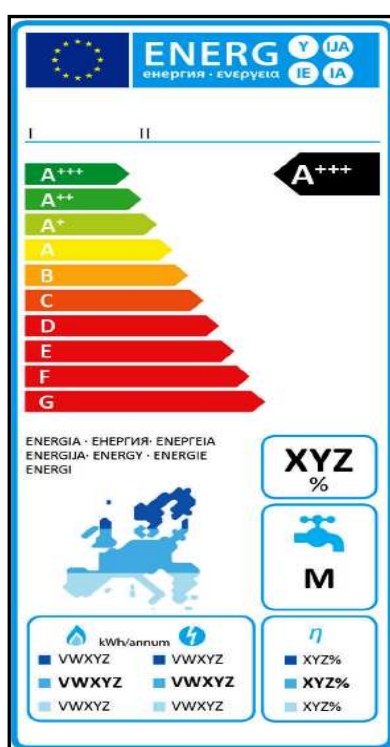 ENERG Y IJA
енергия · ενεργεια IE IA
I II
A+++ A+++
A++
A+
A
B
C
D
E
F
G
ENERGIA · ЕНЕРГИЯ · ΕΝΕΡΓΕΙΑ
ENERGIJA · ENERGY · ENERGIE
ENERGI
XYZ
%
M
kWh/annum η
VWXYZ VWXYZ XYZ%
VWXYZ VWXYZ XYZ%
VWXYZ VWXYZ XYZ%